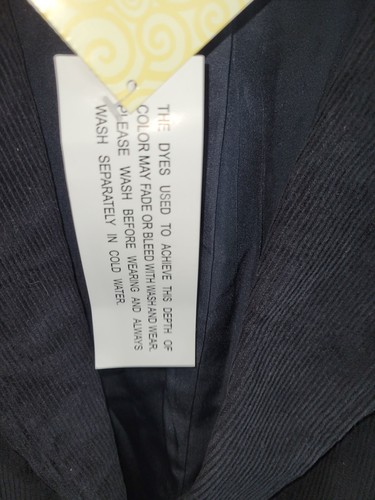 THE DYES USED TO ACHIEVE THIS DEPTH OF
COLOR MAY FADE OR BLEED WITH WASH AND WEAR.
PLEASE WASH BEFORE WEARING AND ALWAYS
WASH SEPARATELY IN COLD WATER.